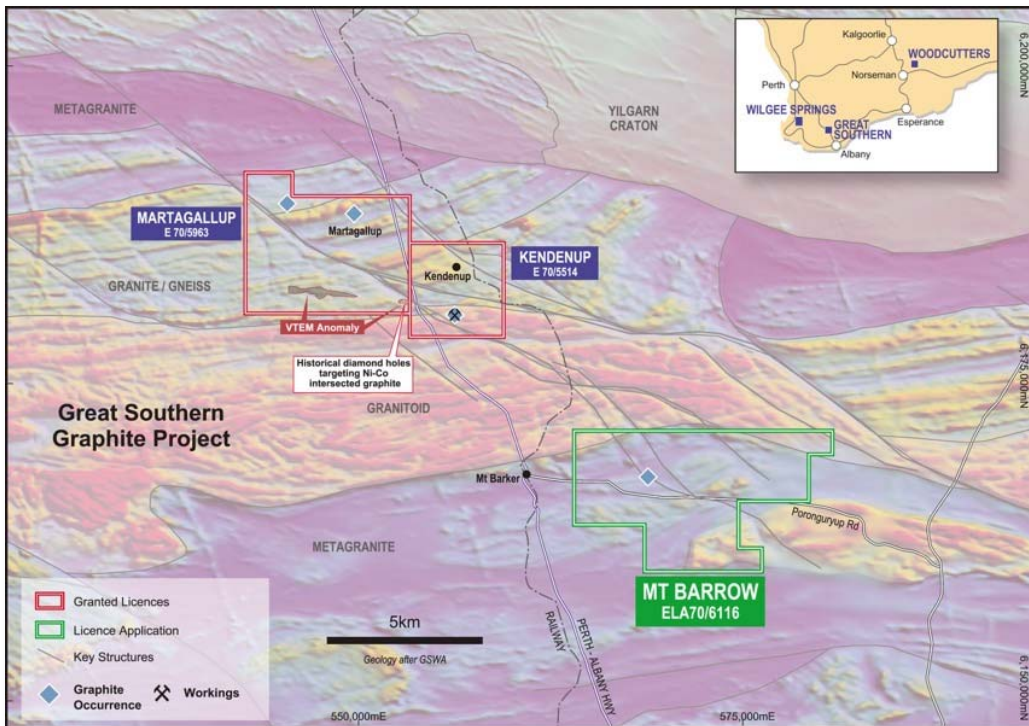 METAGRANITE
YILGARN
CRATON
Kalgoorlie
WOODCUTTERS
Norseman
Perth
WILGEE SPRINGS
GREAT
SOUTHERN
Esperance
Albany
6,200,000mN
MARTAGALLUP
E 70/5963
Martagallup
KENDENUP
E 70/5514
Kendenup
GRANITE / GNEISS
VTEM Anomaly
Historical diamond holes
targeting Ni-Co
intersected graphite
6,175,000mN
GRANITOID
Great Southern
Graphite Project
Mt Barker
Poronguryup Rd
METAGRANITE
MT BARROW
ELA70/6116
Granted Licences
Licence Application
Key Structures
Graphite
Occurrence
Workings
5km
Geology after GSWA
RAILWAY
PERTH - ALBANY HWY
6,150,000mN
550,000mE
575,000mE